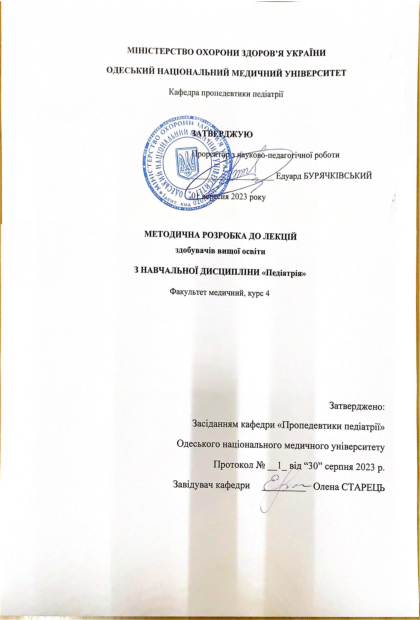 МІНІСТЕРСТВО ОХОРОНИ ЗДОРОВ'Я УКРАЇНИ
ОДЕСЬКИЙ НАЦІОНАЛЬНИЙ МЕДИЧНИЙ УНІВЕРСИТЕТ
Кафедра пропедевтики педіатрії
ЗАТВЕРДЖУЮ
Проректор з науково-педагогічної роботи
Едуард БУРЯЧКІВСЬКИЙ
01 вересня 2023 року
МЕТОДИЧНА РОЗРОБКА ДО ЛЕКЦІЙ
здобувачів вищої освіти
З НАВЧАЛЬНОЇ ДИСЦИПЛІНИ «Педіатрія»
Факультет медичний, курс 4
Затверджено:
Засіданням кафедри «Пропедевтики педіатрії»
Одеського національного медичного університету
Протокол № __1_ від “30” серпня 2023 р.
Завідувач кафедри Олена СТАРЕЦЬ